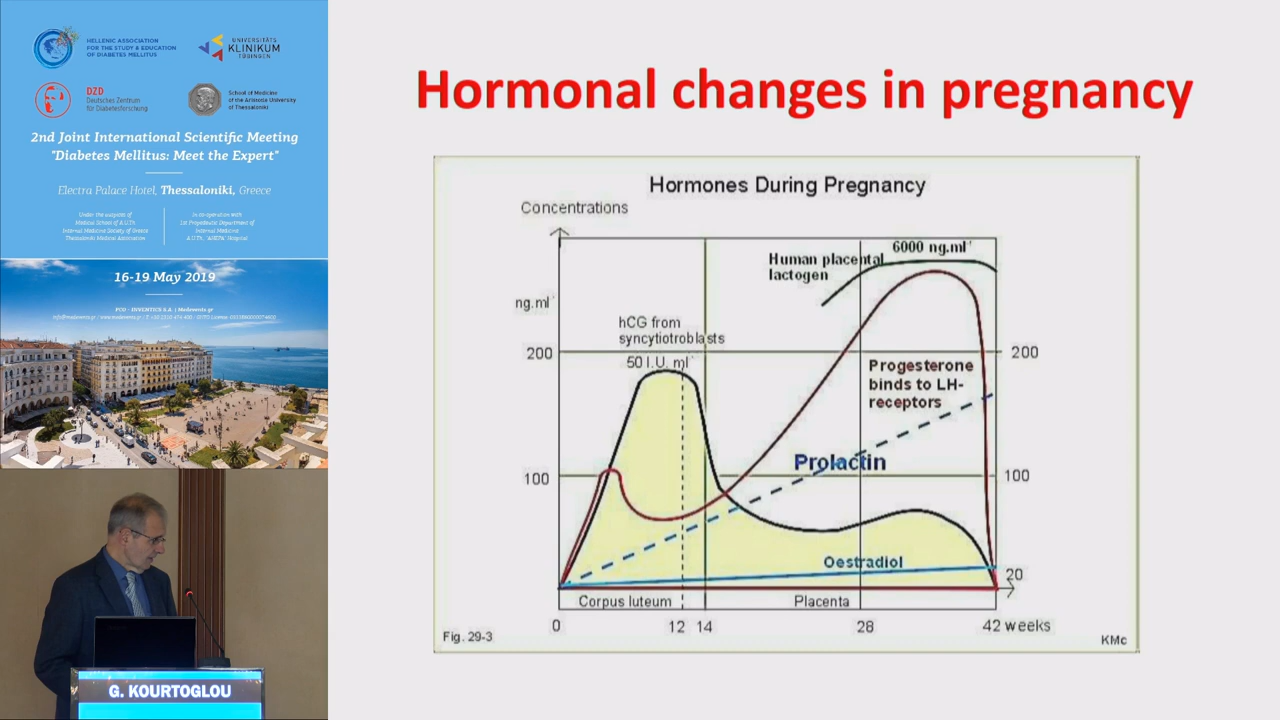 HELLENIC ASSOCIATION
FOR THE STUDY & EDUCATION
OF DIABETES MELLITUS
UNIVERSITÄTS
KLINIKUM
TÜBINGEN
DZD
Deutsches Zentrum
für Diabetesforschung
School of Medicine
of the Aristotle University
of Thessaloniki
2nd Joint International Scientific Meeting
"Diabetes Mellitus: Meet the Expert"
Electra Palace Hotel, Thessaloniki, Greece
Under the auspices of
Medical School of A.U.Th.
Internal Medicine Society of Greece
Thessaloniki Medical Association
In co-operation with
1st Propedeutic Department of
Internal Medicine
A.U.Th., "AHEPA" Hospital
16-19 May 2019
G. KOURTOGLOU
Hormonal changes in pregnancy
Hormones During Pregnancy
Concentrations
6000 ng.ml
Human placental
lactogen
ng.ml
hCG from
syncytiotroblasts
50 I.U. ml
200
200
Progesterone
binds to LH-
receptors
Prolactin
100
100
Oestradiol
20
Corpus luteum
Placenta
0
12
14
28
42 weeks
Fig. 29-3
KMc